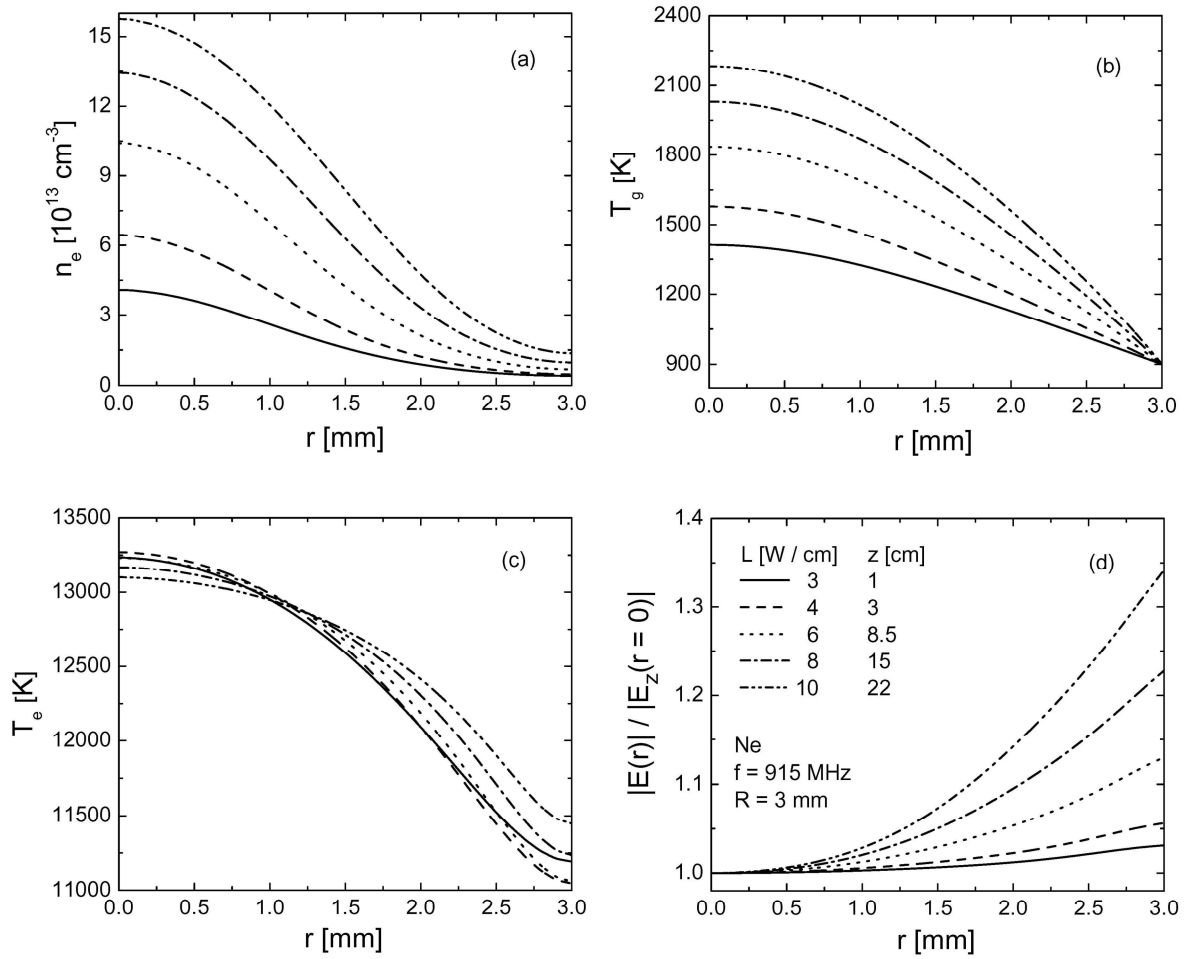 (a)
15
12
9
6
3
0
n_e [10^13 cm^-3]
0.0 0.5 1.0 1.5 2.0 2.5 3.0
r [mm]
(b)
2400
2100
1800
1500
1200
900
T_g [K]
0.0 0.5 1.0 1.5 2.0 2.5 3.0
r [mm]
(c)
13500
13000
12500
12000
11500
11000
T_e [K]
0.0 0.5 1.0 1.5 2.0 2.5 3.0
r [mm]
(d)
1.4
1.3
1.2
1.1
1.0
|E(r)| / |E_z(r = 0)|
L [W / cm] z [cm]
3 1
4 3
6 8.5
8 15
10 22
Ne
f = 915 MHz
R = 3 mm
0.0 0.5 1.0 1.5 2.0 2.5 3.0
r [mm]